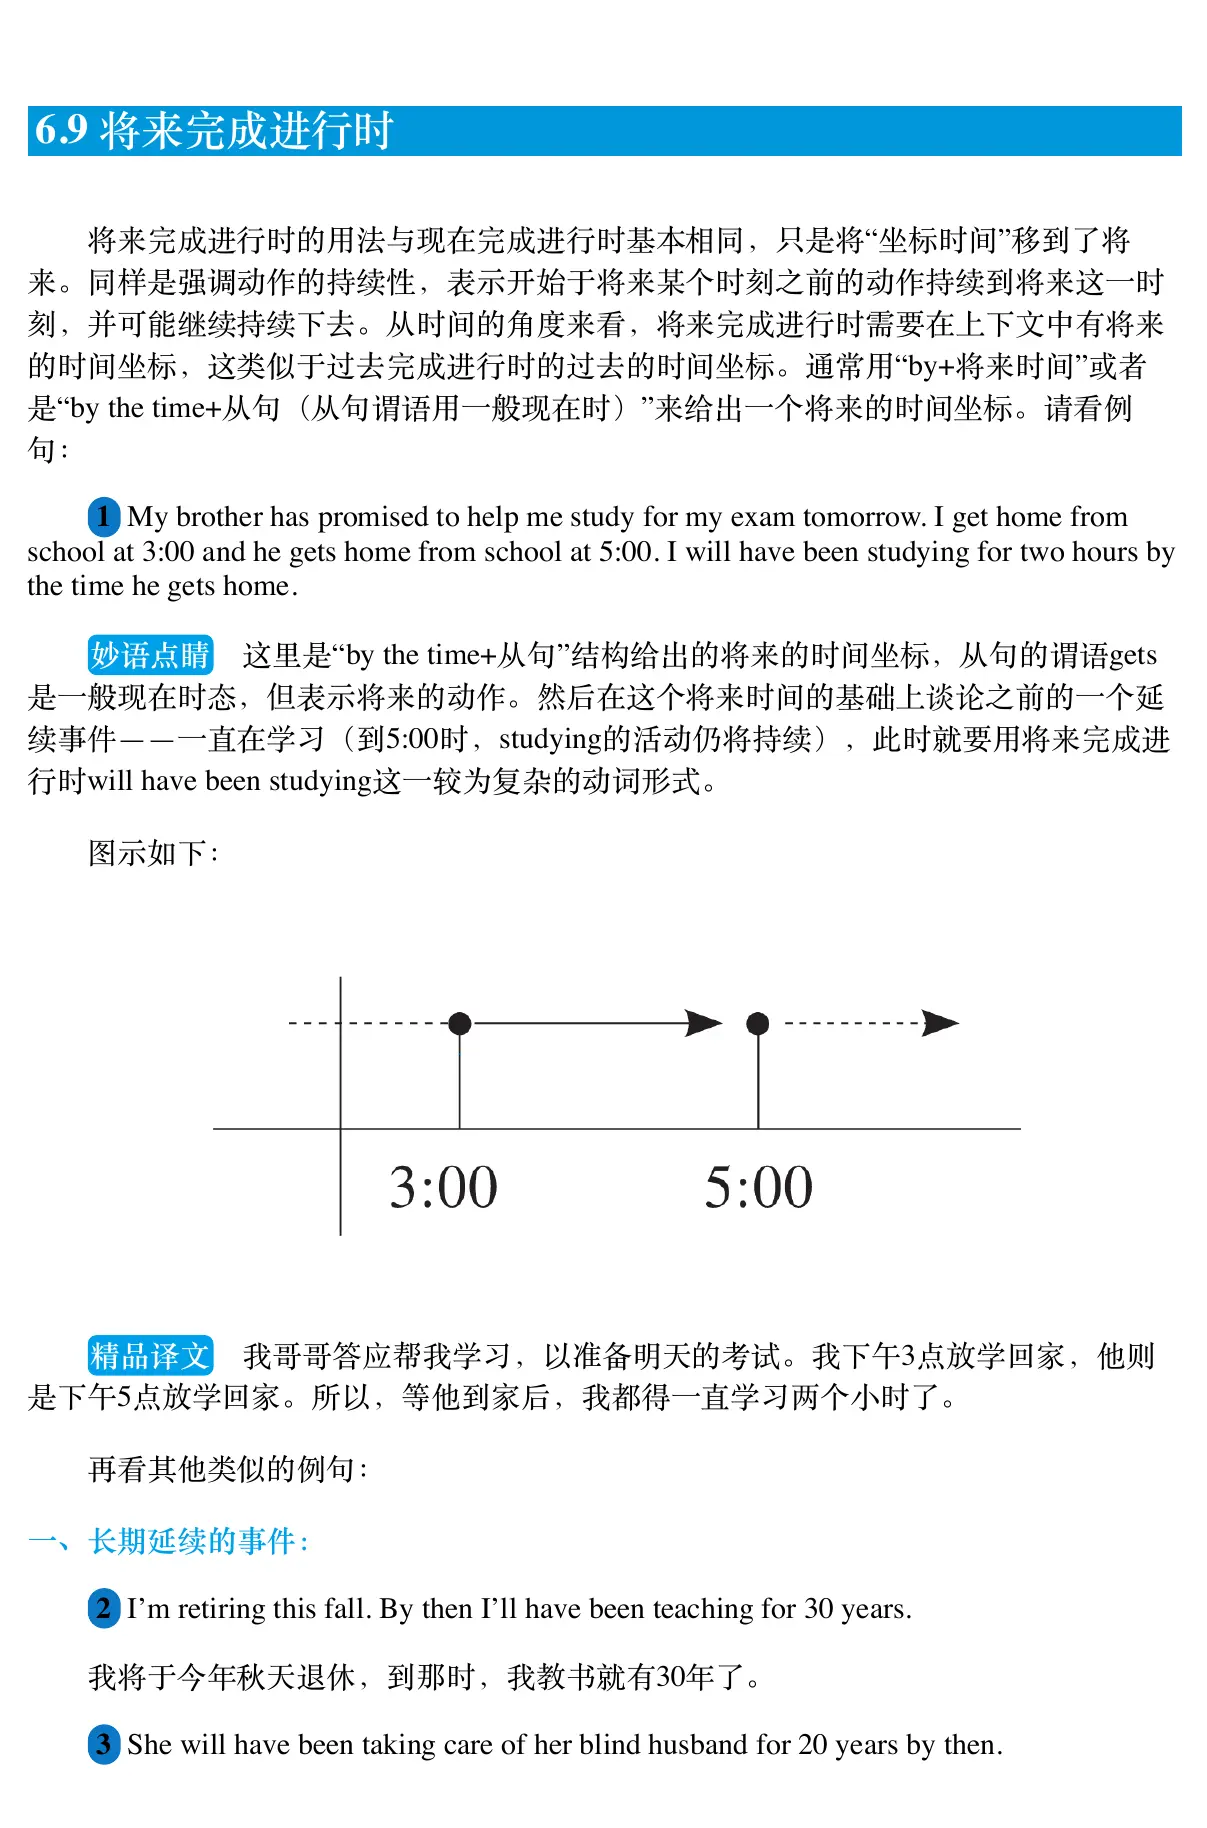 6.9 将来完成进行时
将来完成进行时的用法与现在完成进行时基本相同，只是将“坐标时间”移到了将
来。同样是强调动作的持续性，表示开始于将来某个时刻之前的动作持续到将来这一时
刻，并可能继续持续下去。从时间的角度来看，将来完成进行时需要在上下文中有将来
的时间坐标，这类似于过去完成进行时的过去的时间坐标。通常用“by+将来时间”或者
是“by the time+从句（从句谓语用一般现在时）”来给出一个将来的时间坐标。请看例
句：
1 My brother has promised to help me study for my exam tomorrow. I get home from
school at 3:00 and he gets home from school at 5:00. I will have been studying for two hours by
the time he gets home.
妙语点睛 这里是“by the time+从句”结构给出的将来的时间坐标，从句的谓语gets
是一般现在时态，但表示将来的动作。然后在这个将来时间的基础上谈论之前的一个延
续事件——一直在学习（到5:00时，studying的活动仍将持续），此时就要用将来完成进
行时will have been studying这一较为复杂的动词形式。
图示如下：
3:00 5:00
精品译文 我哥哥答应帮我学习，以准备明天的考试。我下午3点放学回家，他则
是下午5点放学回家。所以，等他到家后，我都得一直学习两个小时了。
再看其他类似的例句：
一、长期延续的事件：
2 I’m retiring this fall. By then I’ll have been teaching for 30 years.
我将于今年秋天退休，到那时，我教书就有30年了。
3 She will have been taking care of her blind husband for 20 years by then.